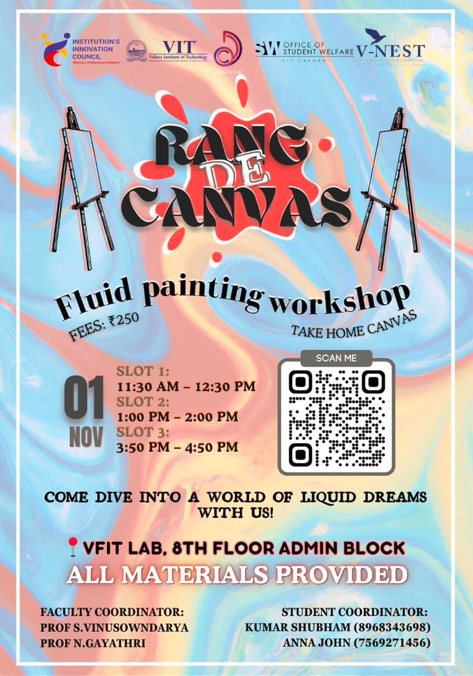 INSTITUTION'S
INNOVATION
COUNCIL
VIT
Vellore Institute of Technology
SW OFFICE OF
STUDENT WELFARE
VIT CHENNAI
V-NEST
RANG
DE
CANVAS
Fluid painting workshop
FEES: ₹250
TAKE HOME CANVAS
SCAN ME
01
NOV
SLOT 1:
11:30 AM – 12:30 PM
SLOT 2:
1:00 PM – 2:00 PM
SLOT 3:
3:50 PM – 4:50 PM
COME DIVE INTO A WORLD OF LIQUID DREAMS
WITH US!
VFIT LAB, 8TH FLOOR ADMIN BLOCK
ALL MATERIALS PROVIDED
FACULTY COORDINATOR:
PROF S.VINUSOWNDARYA
PROF N.GAYATHRI
STUDENT COORDINATOR:
KUMAR SHUBHAM (8968343698)
ANNA JOHN (7569271456)